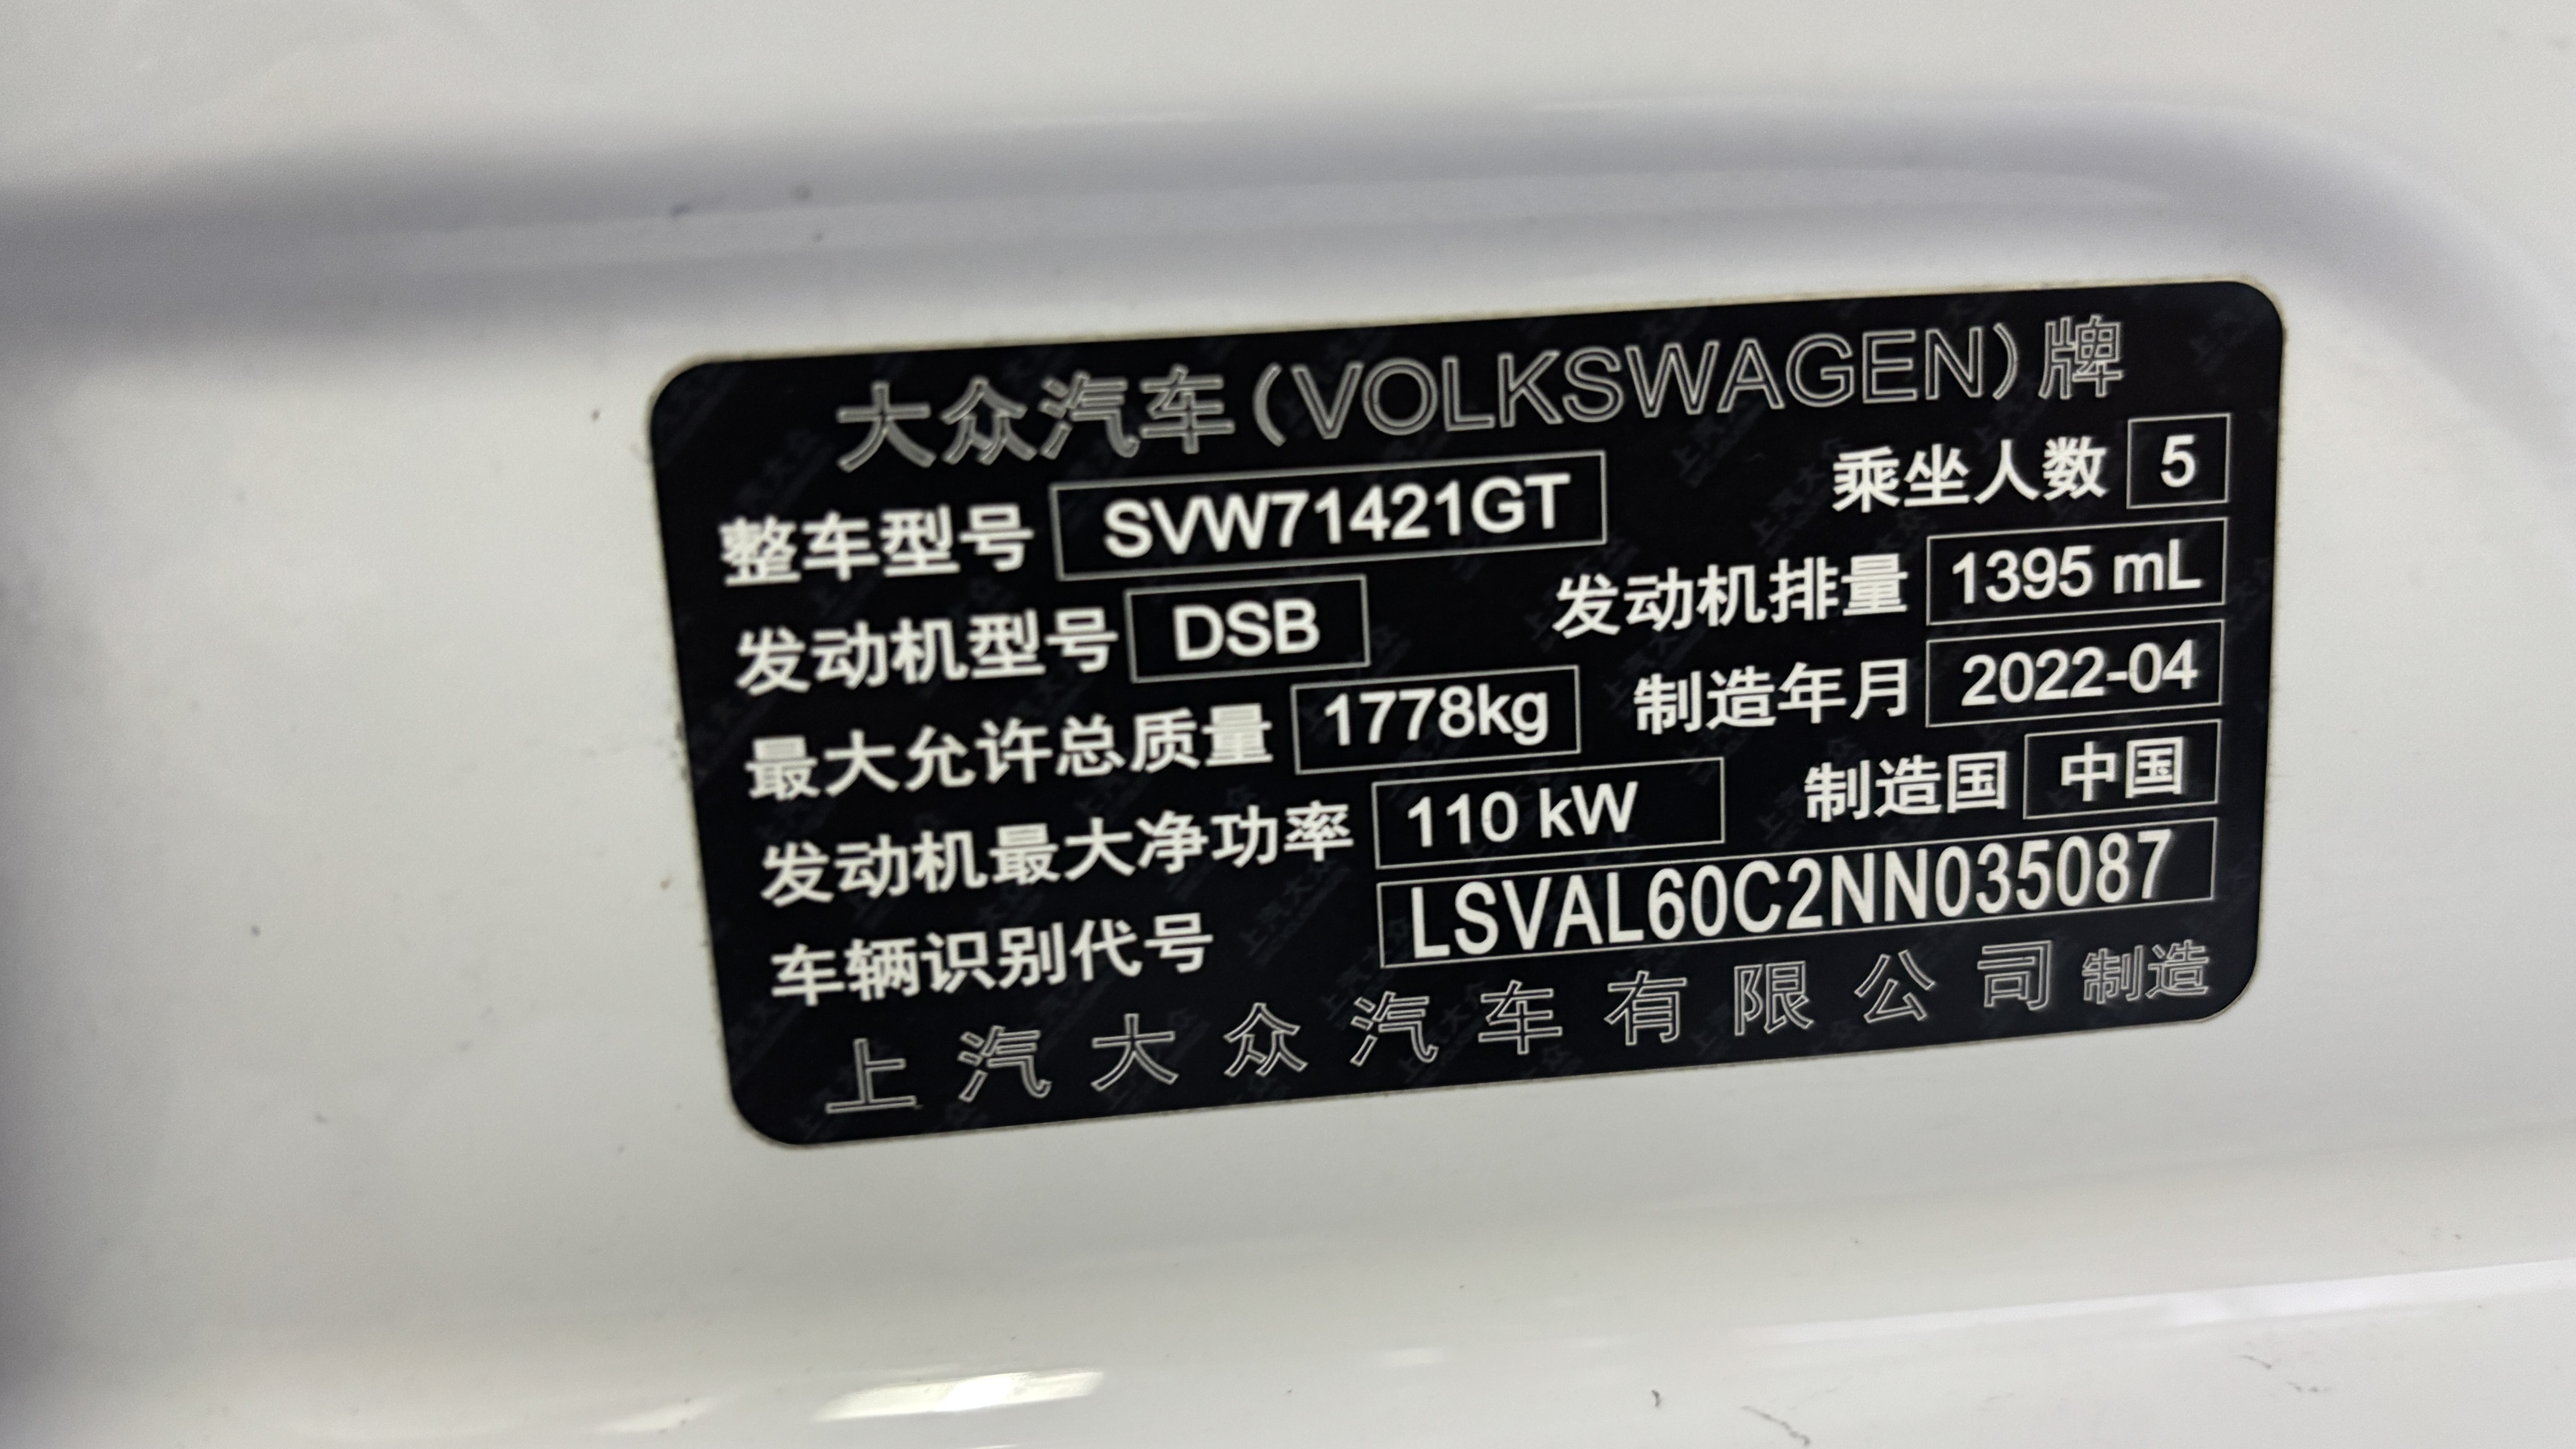 大众汽车(VOLKSWAGEN)牌
整车型号 SVW71421GT 乘坐人数 5
发动机型号 DSB 发动机排量 1395 mL
最大允许总质量 1778kg 制造年月 2022-04
发动机最大净功率 110 kW 制造国 中国
车辆识别代号 LSVAL60C2NN035087
上汽大众汽车有限公司 制造